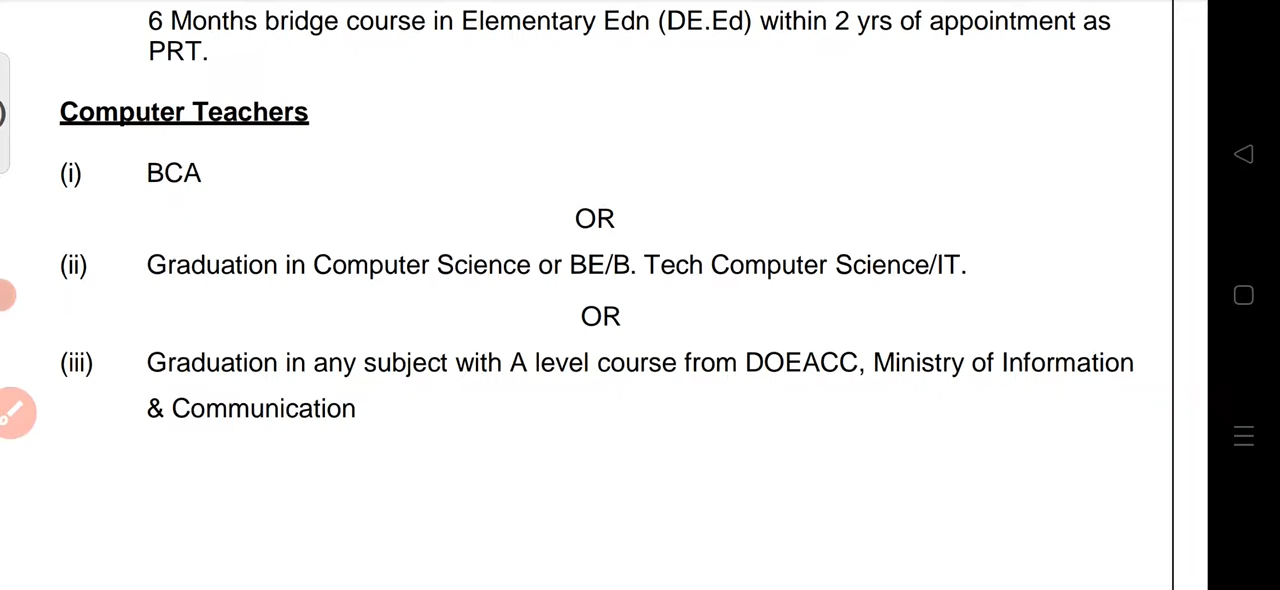 6 Months bridge course in Elementary Edn (DE.Ed) within 2 yrs of appointment as
PRT.
Computer Teachers
(i) BCA
OR
(ii) Graduation in Computer Science or BE/B. Tech Computer Science/IT.
OR
(iii) Graduation in any subject with A level course from DOEACC, Ministry of Information
& Communication